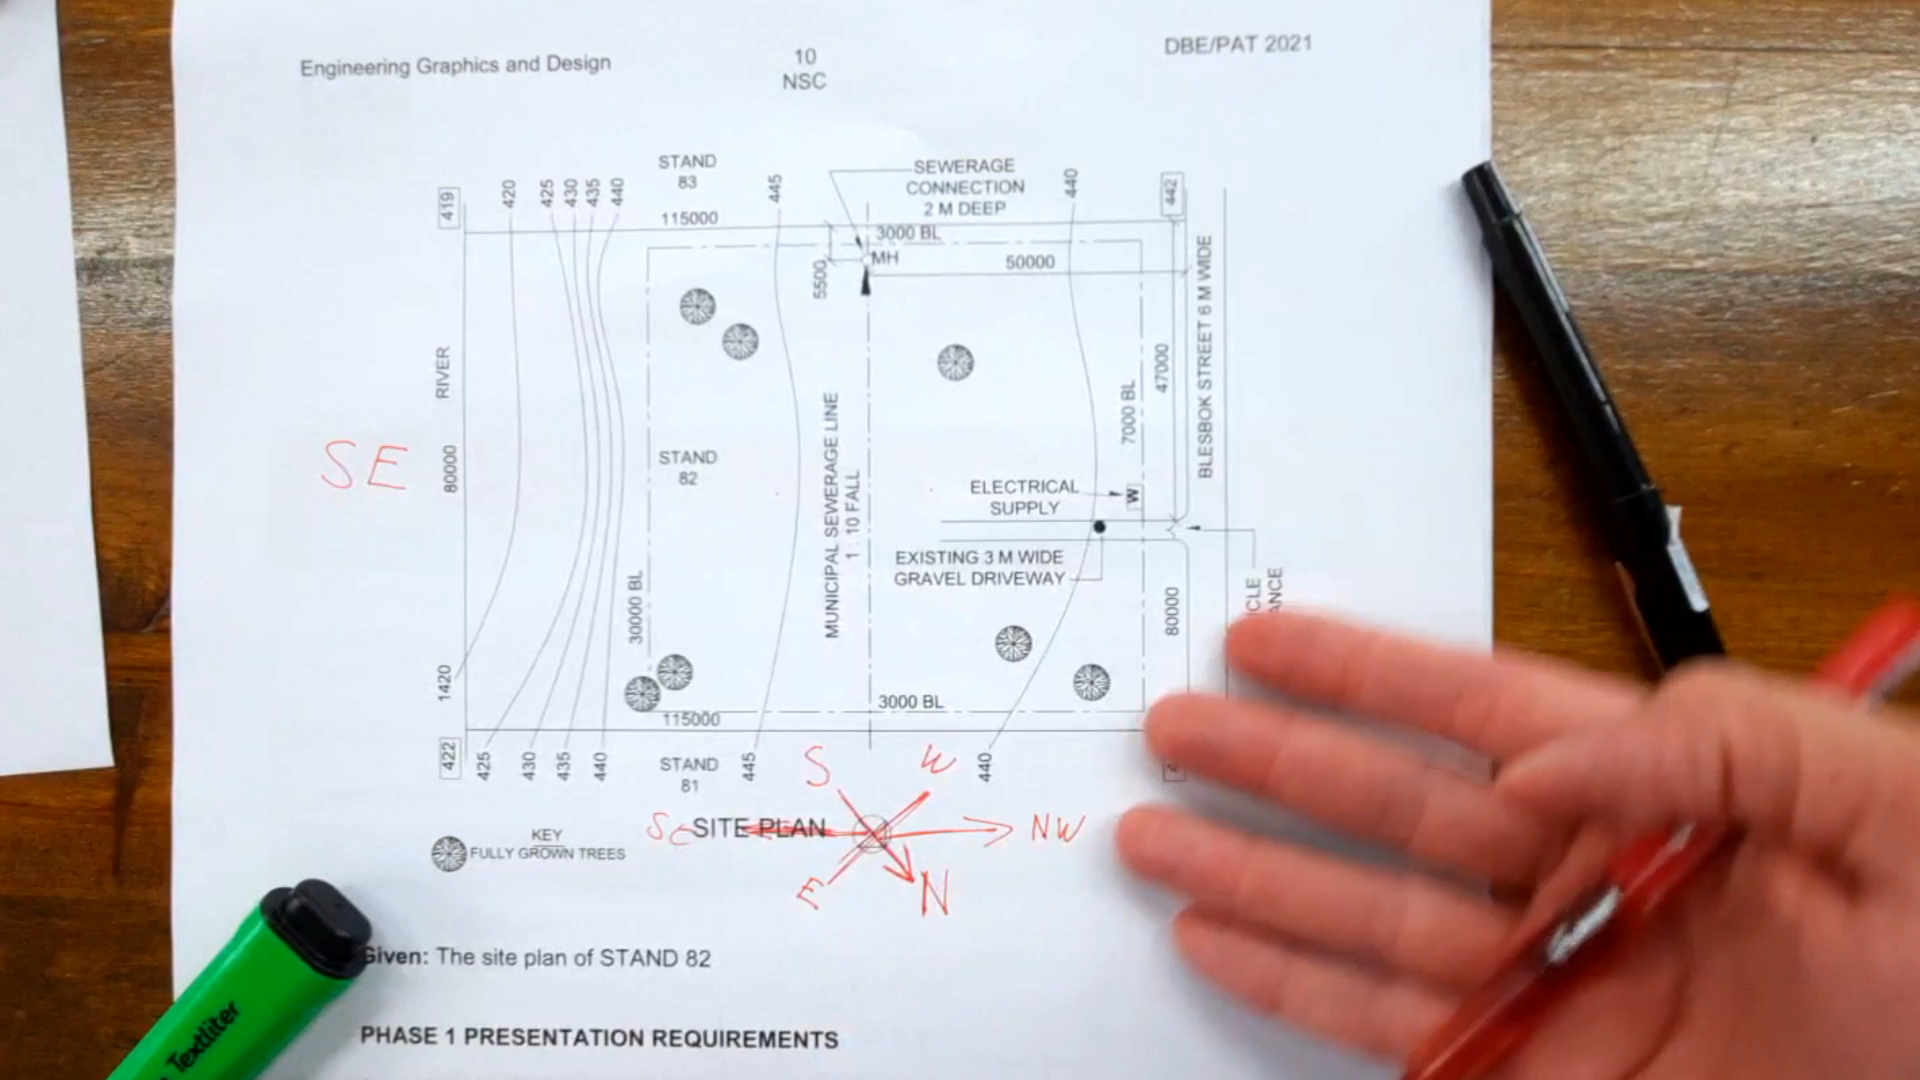 Engineering Graphics and Design
10
NSC
DBE/PAT 2021
STAND
83
SEWERAGE
CONNECTION
2 M DEEP
419
420
425
430
435
440
445
440
442
115000
3000 BL
MH
50000
5500
RIVER
80000
SE
STAND
82
MUNICIPAL SEWERAGE LINE
1 : 10 FALL
7000 BL
47000
BLESBOK STREET 6 M WIDE
ELECTRICAL
SUPPLY
W
EXISTING 3 M WIDE
GRAVEL DRIVEWAY
3000 BL
80000
1420
115000
3000 BL
422
425
430
435
440
STAND
81
445
440
S
W
SE
SITE PLAN
NW
E
N
KEY
FULLY GROWN TREES
Given: The site plan of STAND 82
PHASE 1 PRESENTATION REQUIREMENTS
Textliter